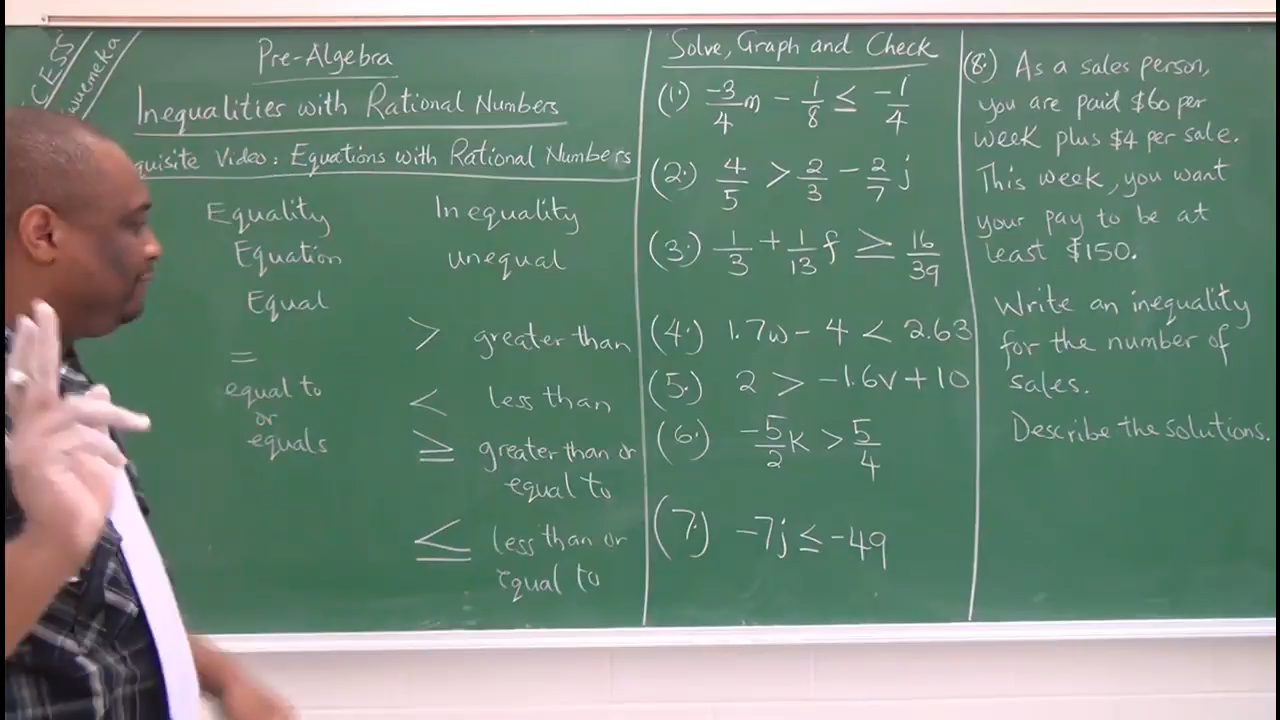 Pre-Algebra
Inequalities with Rational Numbers
Video: Equations with Rational Numbers
Equality
Equation
Equal
=
equal to
or
equals
Inequality
unequal
> greater than
< less than
≥ greater than or
equal to
≤ less than or
equal to
Solve, Graph and Check
(1.) -3/4 m - 1/8 ≤ -1/4
(2.) 4/5 > 2/3 - 2/7 j
(3.) 1/3 + 1/13 f ≥ 16/39
(4.) 1.7w - 4 < 2.63
(5.) 2 > -1.6v + 10
(6.) -5/2 k > 5/4
(7.) -7j ≤ -49
(8.) As a sales person,
you are paid $60 per
week plus $4 per sale.
This week, you want
your pay to be at
least $150.
Write an inequality
for the number of
sales.
Describe the solutions.